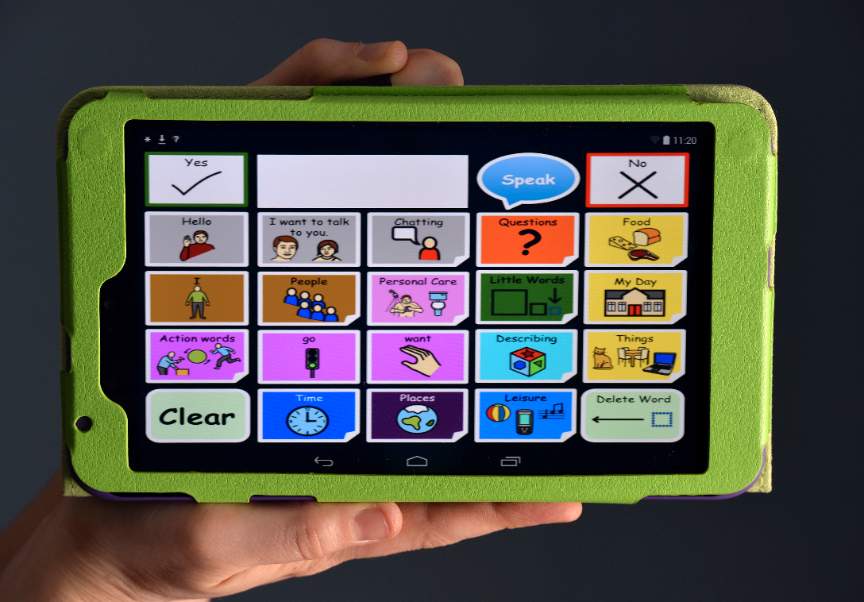 11:20
Yes
Speak
No
Hello
I want to talk
to you.
Chatting
Questions
?
Food
I
People
Personal Care
Little Words
My Day
Action words
go
want
Describing
Things
Clear
Time
Places
Leisure
Delete Word